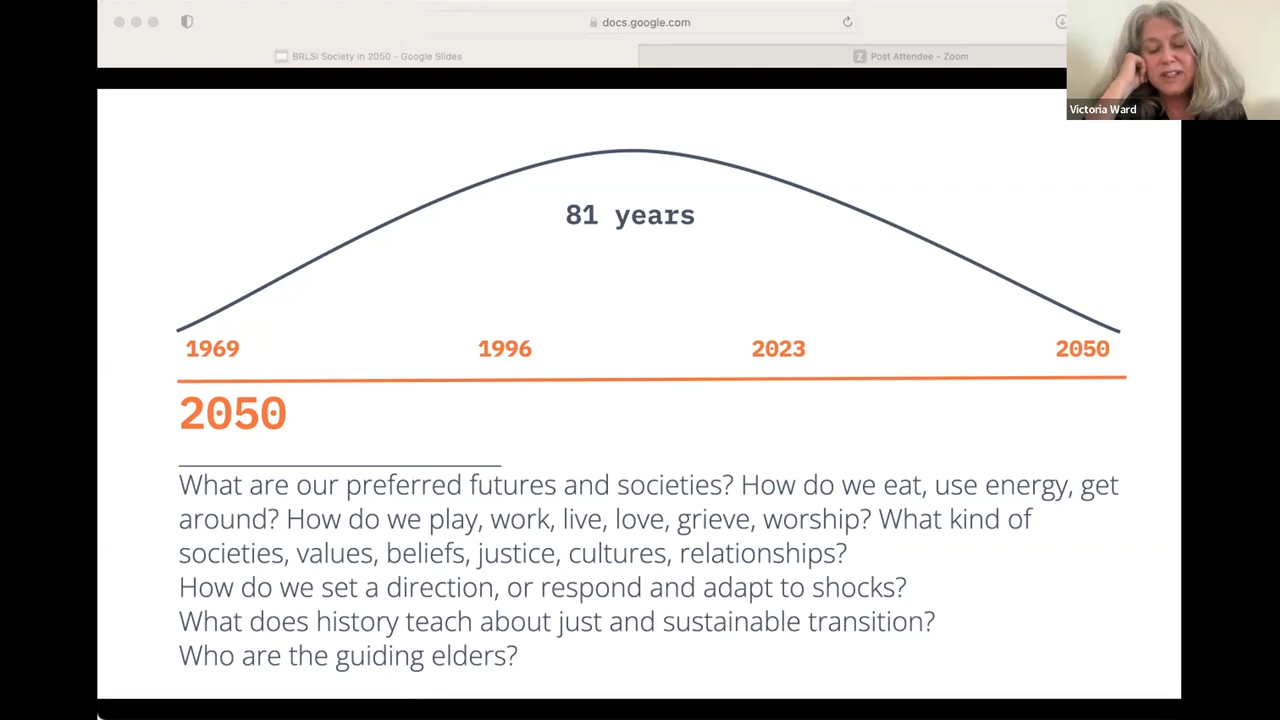 docs.google.com
BRLSI Society in 2050 - Google Slides
Post Attendee - Zoom
Victoria Ward
81 years
1969 1996 2023 2050
2050
What are our preferred futures and societies? How do we eat, use energy, get
around? How do we play, work, live, love, grieve, worship? What kind of
societies, values, beliefs, justice, cultures, relationships?
How do we set a direction, or respond and adapt to shocks?
What does history teach about just and sustainable transition?
Who are the guiding elders?